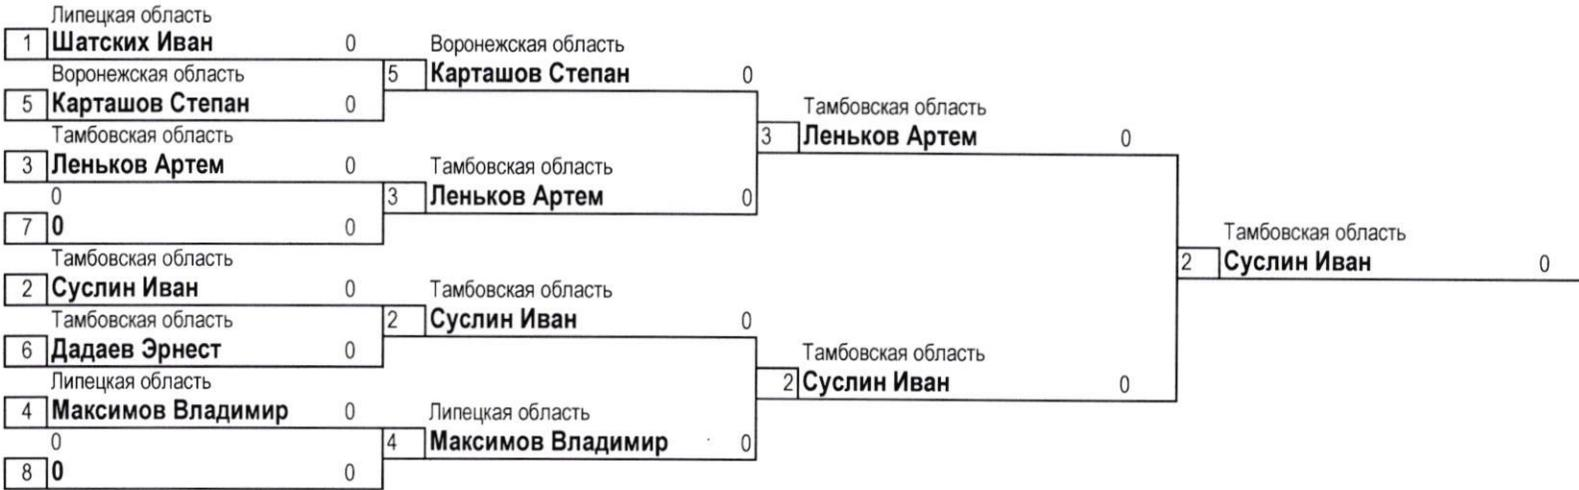 Липецкая область
1 Шатских Иван 0
Воронежская область
5 Карташов Степан 0
Тамбовская область
3 Леньков Артем 0
0
7 0 0
Тамбовская область
2 Суслин Иван 0
Тамбовская область
6 Дадаев Эрнест 0
Липецкая область
4 Максимов Владимир 0
0
8 0 0
Воронежская область
5 Карташов Степан 0
Тамбовская область
3 Леньков Артем 0
Тамбовская область
2 Суслин Иван 0
Липецкая область
4 Максимов Владимир 0
Тамбовская область
3 Леньков Артем 0
Тамбовская область
2 Суслин Иван 0
Тамбовская область
2 Суслин Иван 0